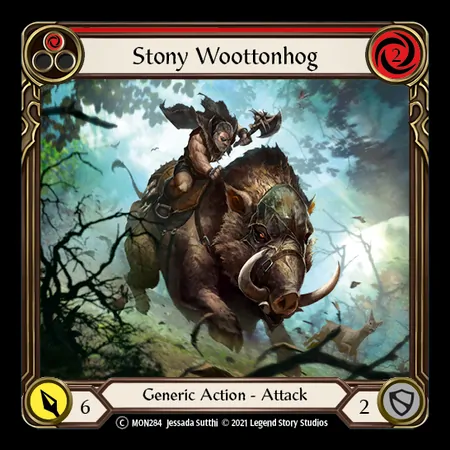 Stony Woottonhog
2
6
Generic Action - Attack
2
C MON284 Jessada Sutthi © 2021 Legend Story Studios